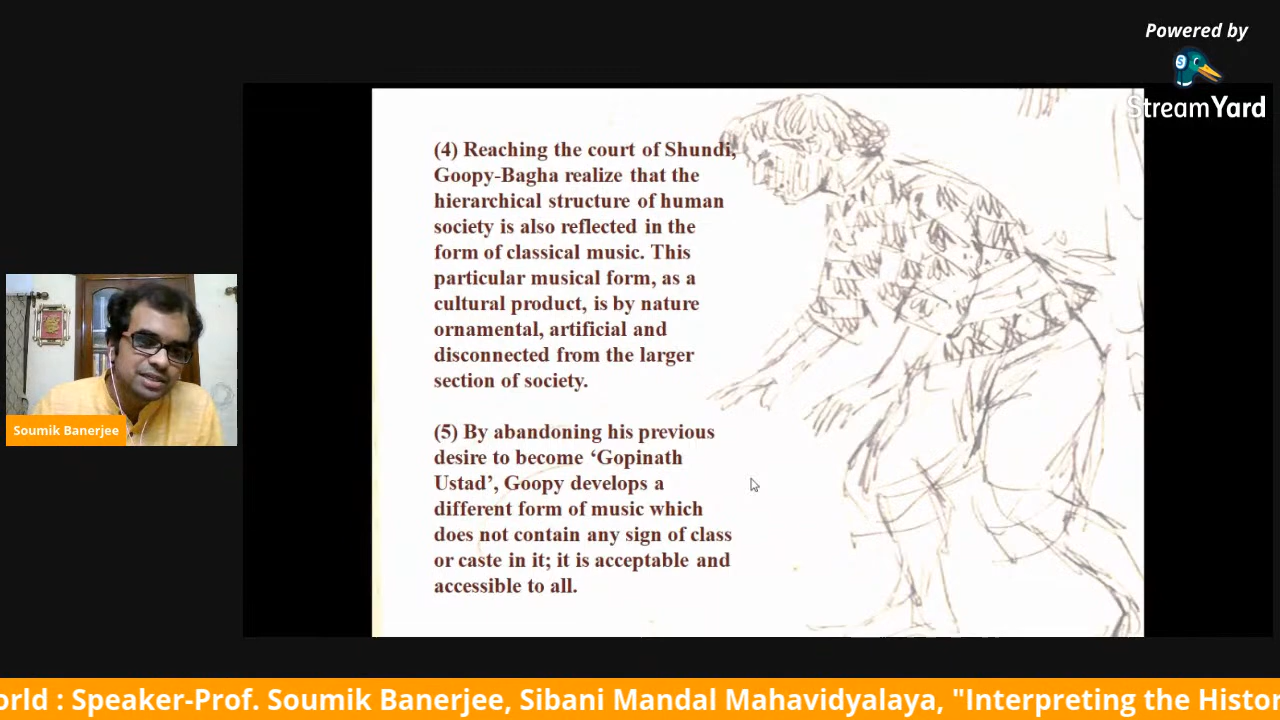 Powered by
StreamYard
(4) Reaching the court of Shundi,
Goopy-Bagha realize that the
hierarchical structure of human
society is also reflected in the
form of classical music. This
particular musical form, as a
cultural product, is by nature
ornamental, artificial and
disconnected from the larger
section of society.
(5) By abandoning his previous
desire to become ‘Gopinath
Ustad’, Goopy develops a
different form of music which
does not contain any sign of class
or caste in it; it is acceptable and
accessible to all.
Soumik Banerjee
orld : Speaker-Prof. Soumik Banerjee, Sibani Mandal Mahavidyalaya, "Interpreting the Histor